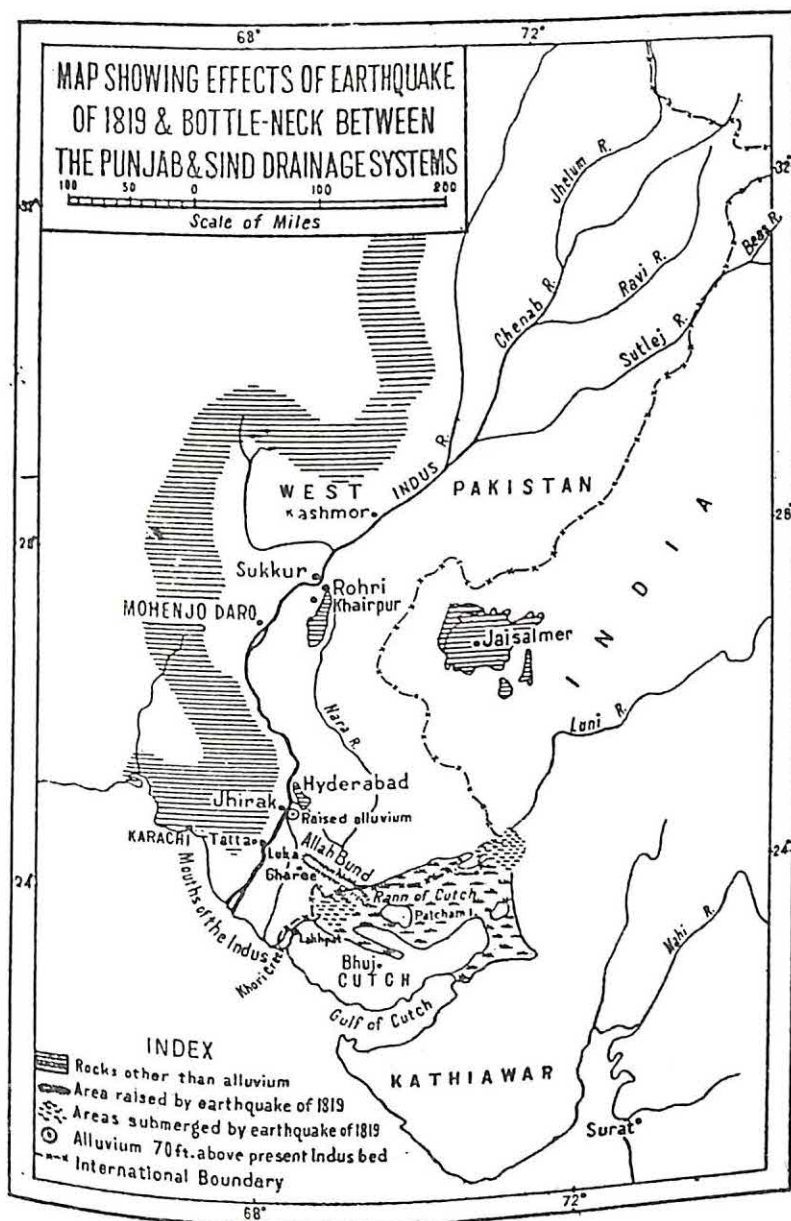 68°
72°
MAP SHOWING EFFECTS OF EARTHQUAKE
OF 1819 & BOTTLE-NECK BETWEEN
THE PUNJAB & SIND DRAINAGE SYSTEMS
100 50 0 100 200
Scale of Miles
32°
32°
Jhelum R.
Chenab R.
Ravi R.
Beas R.
Sutlej R.
INDUS R.
WEST PAKISTAN
Kashmor
28°
28°
INDIA
Sukkur
Rohri
Khairpur
MOHENJO DARO
Jaisalmer
Nara R.
Luni R.
Hyderabad
Jhirak
Raised alluvium
KARACHI
Tatta
Allah Bund
Luka
Gharee
24°
24°
Mouths of the Indus
Rann of Cutch
Patcham I.
Lakhpat
Khori Creek
Bhuj
CUTCH
Gulf of Cutch
Mahi R.
KATHIAWAR
Surat
INDEX
Rocks other than alluvium
Area raised by earthquake of 1819
Areas submerged by earthquake of 1819
Alluvium 70ft. above present Indus bed
International Boundary
68°
72°